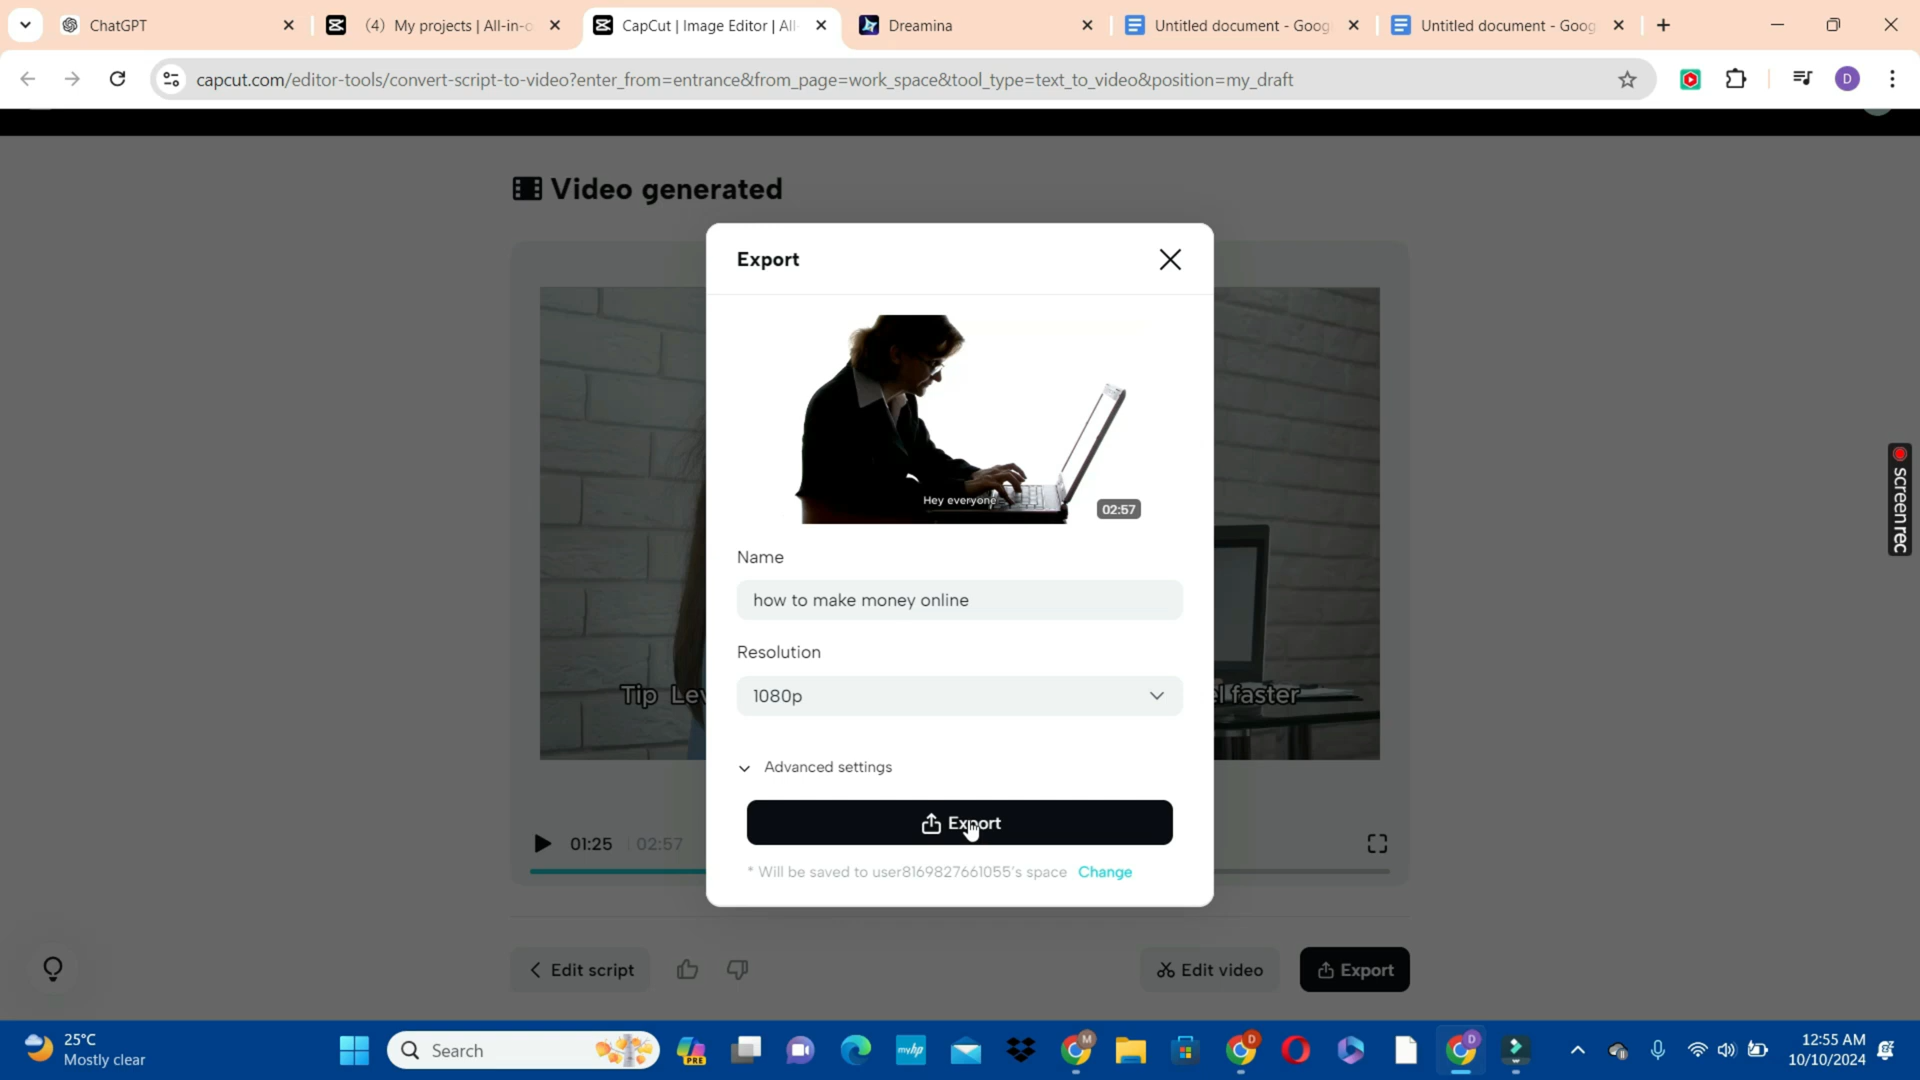 ChatGPT
(4) My projects | All-in-o
CapCut | Image Editor | All-
Dreamina
Untitled document - Goog
Untitled document - Goog
capcut.com/editor-tools/convert-script-to-video?enter_from=entrance&from_page=work_space&tool_type=text_to_video&position=my_draft
D
Video generated
Export
Hey everyone
02:57
Name
how to make money online
Resolution
1080p
Tip Lev
l faster
Advanced settings
Export
01:25 02:57
* Will be saved to user8169827661055's space Change
Edit script
Edit video
Export
screenrec
25°C
Mostly clear
Search
PRE
myhp
M
D
D
12:55 AM
10/10/2024